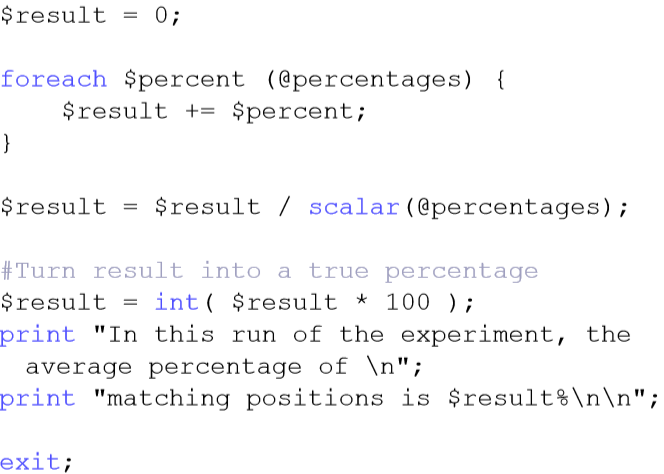 $result = 0;
foreach $percent (@percentages) {
    $result += $percent;
}
$result = $result / scalar(@percentages);
#Turn result into a true percentage
$result = int( $result * 100 );
print "In this run of the experiment, the
  average percentage of \n";
print "matching positions is $result%\n\n";
exit;